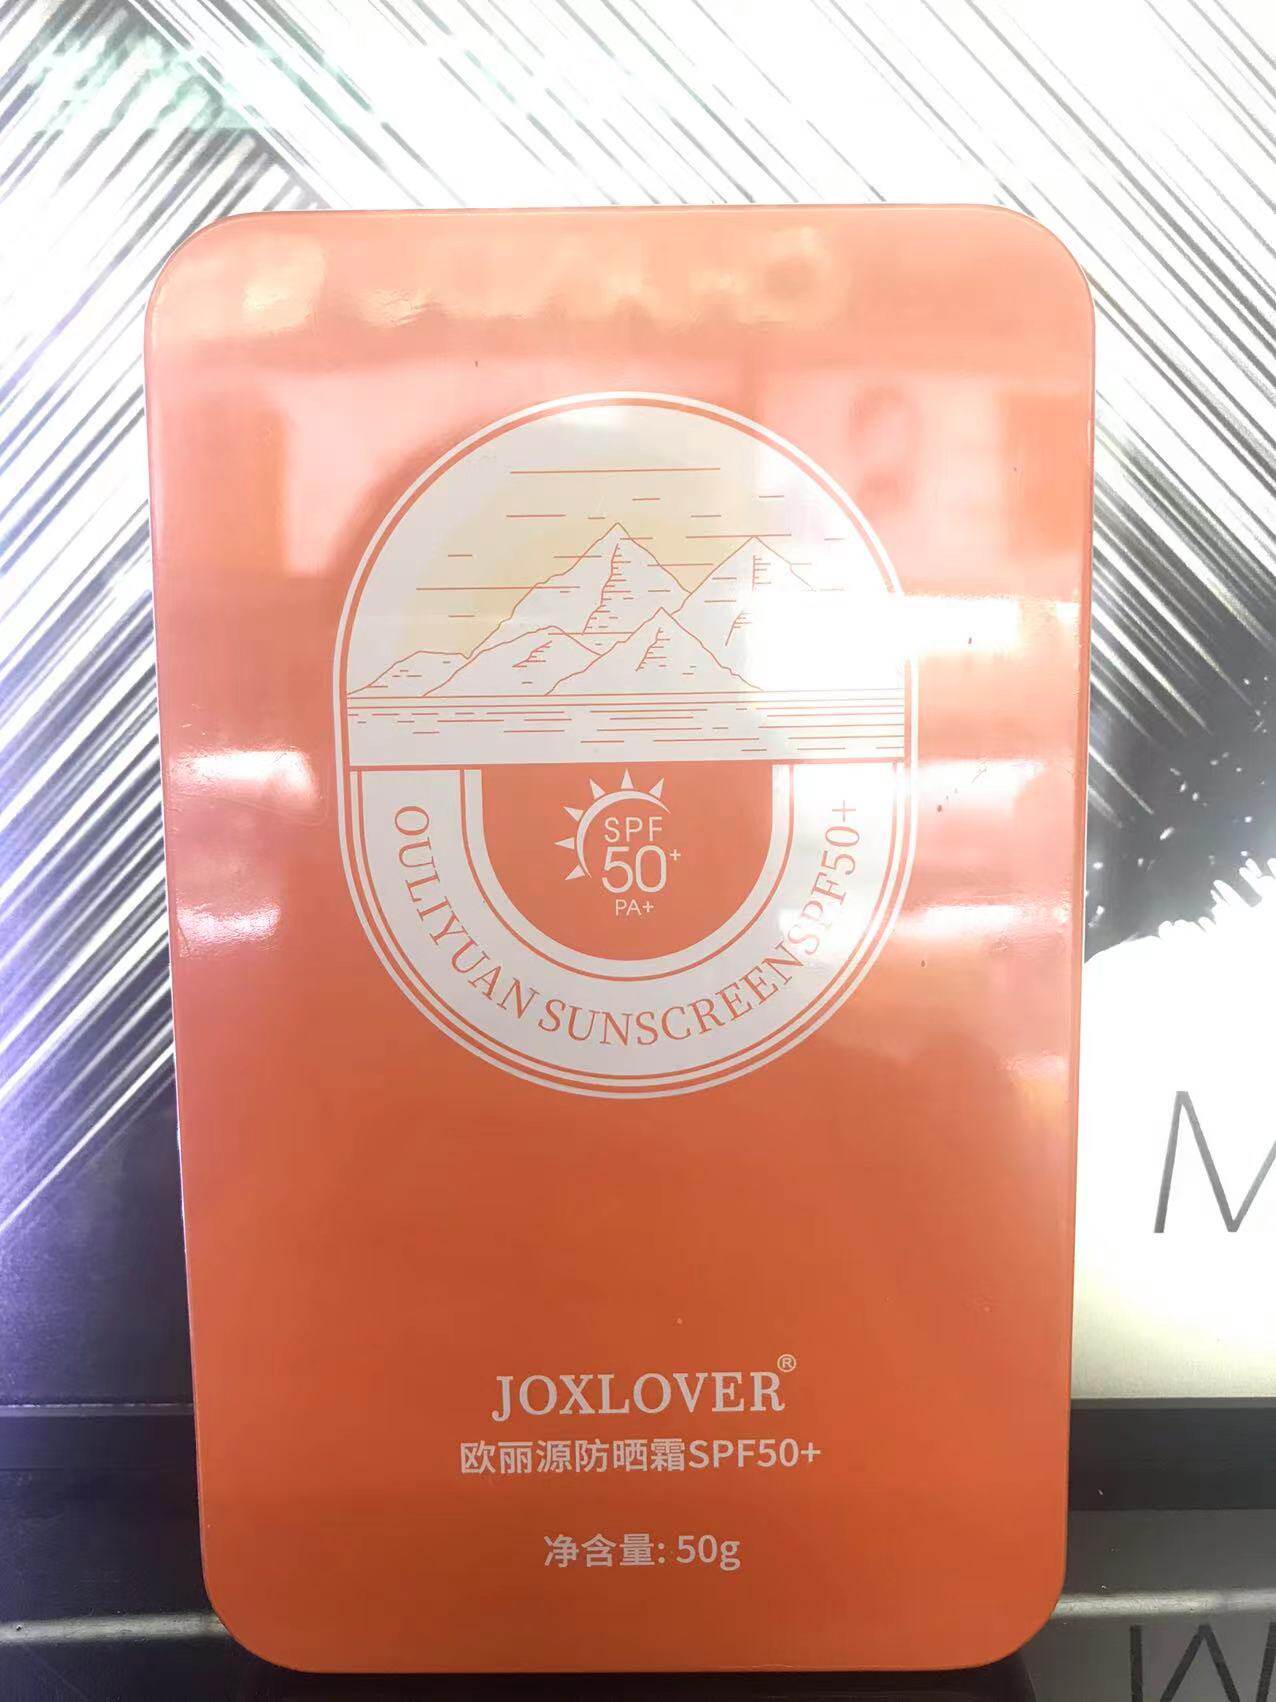 SPF
50+
PA+
OULIYUAN SUNSCREENSPF50+
JOXLOVER®
欧丽源防晒霜SPF50+
净含量: 50g
M